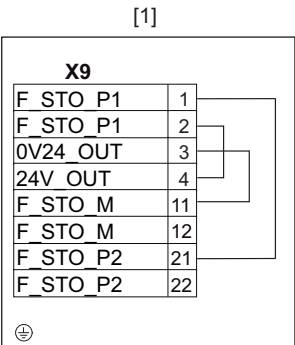 [1]
X9
F_STO_P1 1
F_STO_P1 2
0V24_OUT 3
24V_OUT 4
F_STO_M 11
F_STO_M 12
F_STO_P2 21
F_STO_P2 22